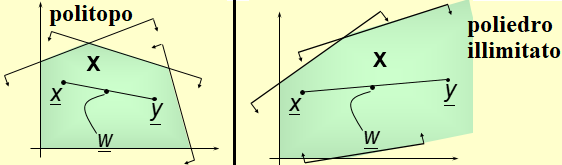 politopo
X
x
y
w
poliedro
illimitato
X
x
y
w